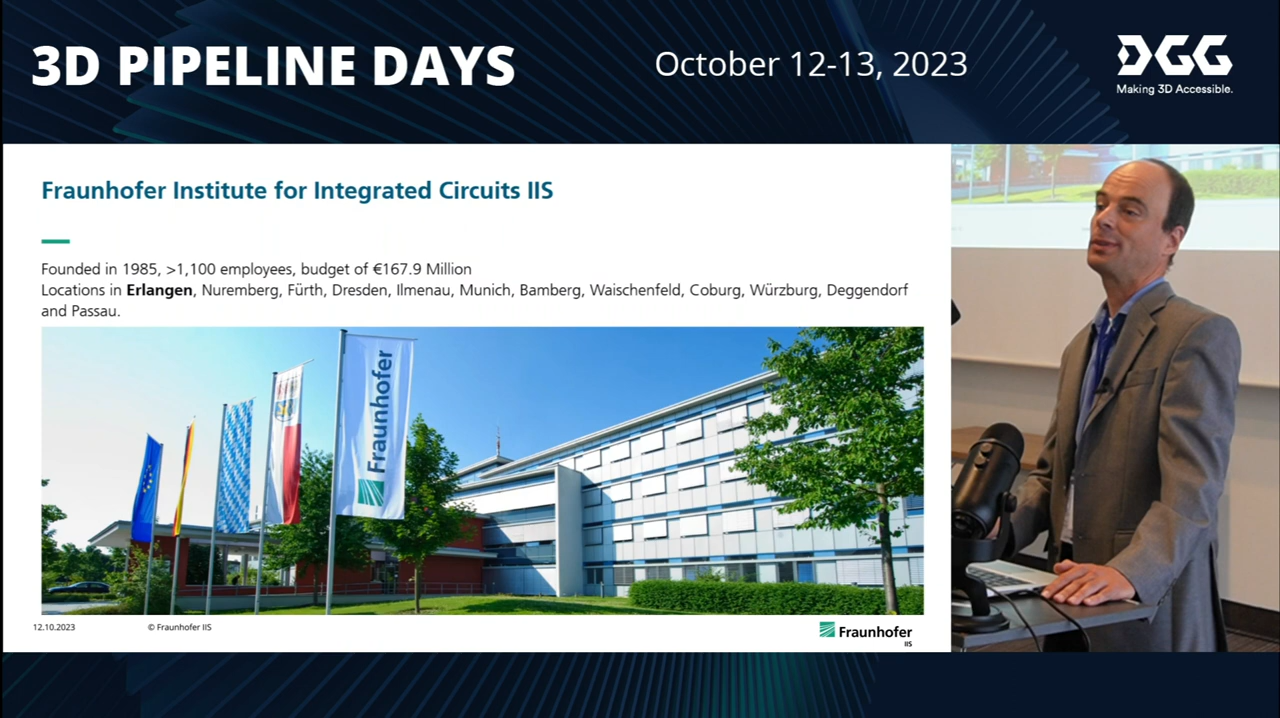 3D PIPELINE DAYS
October 12-13, 2023
DGG
Making 3D Accessible.
Fraunhofer Institute for Integrated Circuits IIS
Founded in 1985, >1,100 employees, budget of €167.9 Million
Locations in Erlangen, Nuremberg, Fürth, Dresden, Ilmenau, Munich, Bamberg, Waischenfeld, Coburg, Würzburg, Deggendorf
and Passau.
Fraunhofer
12.10.2023
© Fraunhofer IIS
Fraunhofer
IIS